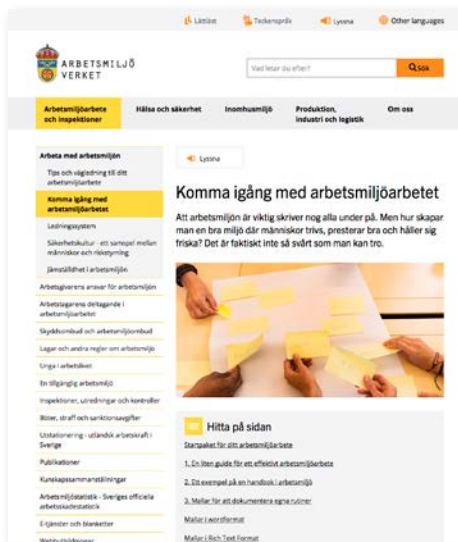 Lättläst Teckenspråk Lyssna Other languages
ARBETSMILJÖ
VERKET
Vad letar du efter? Sök
Arbetsmiljöarbete
och inspektioner
Hälsa och säkerhet
Inomhusmiljö
Produktion,
industri och logistik
Om oss
Arbeta med arbetsmiljön
Tips och vägledning till ditt
arbetsmiljöarbete
Komma igång med
arbetsmiljöarbetet
Ledningssystem
Säkerhetskultur - ett samspel mellan
människor och riskstyrning
Jämställdhet i arbetsmiljön
Arbetsgivarens ansvar för arbetsmiljön
Arbetstagarens deltagande i
arbetsmiljöarbetet
Skyddsombud och arbetsmiljöombud
Lagar och andra regler om arbetsmiljö
Unga i arbetslivet
En tillgänglig arbetsmiljö
Inspektioner, utredningar och kontroller
Böter, straff och sanktionsavgifter
Utstationering - utländsk arbetskraft i
Sverige
Publikationer
Kunskapssammanställningar
Arbetsmiljöstatistik - Sveriges officiella
arbetsskadestatistik
E-tjänster och blanketter
Webbutbildningar
Lyssna
Komma igång med arbetsmiljöarbetet
Att arbetsmiljön är viktig skriver nog alla under på. Men hur skapar
man en bra miljö där människor trivs, presterar bra och håller sig
friska? Det är faktiskt inte så svårt som man kan tro.
Hitta på sidan
Startpaket för ditt arbetsmiljöarbete
1. En liten guide för ett effektivt arbetsmiljöarbete
2. Ett exempel på en handbok i arbetsmiljö
3. Mallar för att dokumentera egna rutiner
Mallar i wordformat
Mallar i Rich Text Format